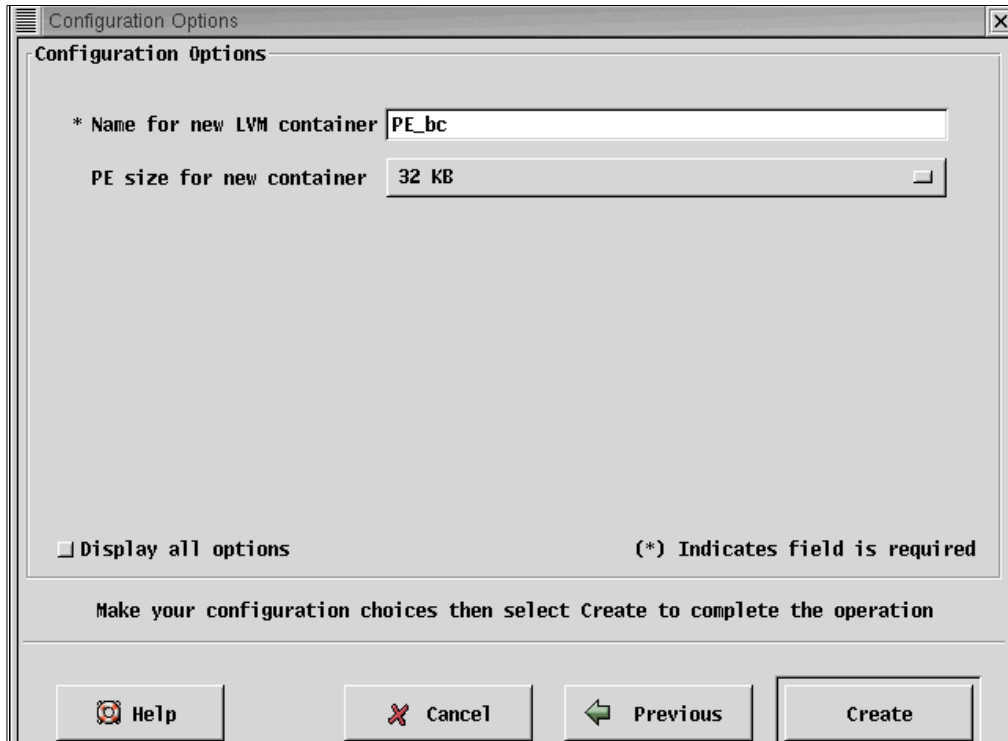 Configuration Options
Configuration Options
* Name for new LVM container PE_bc
PE size for new container 32 KB
Display all options (*) Indicates field is required
Make your configuration choices then select Create to complete the operation
Help Cancel Previous Create